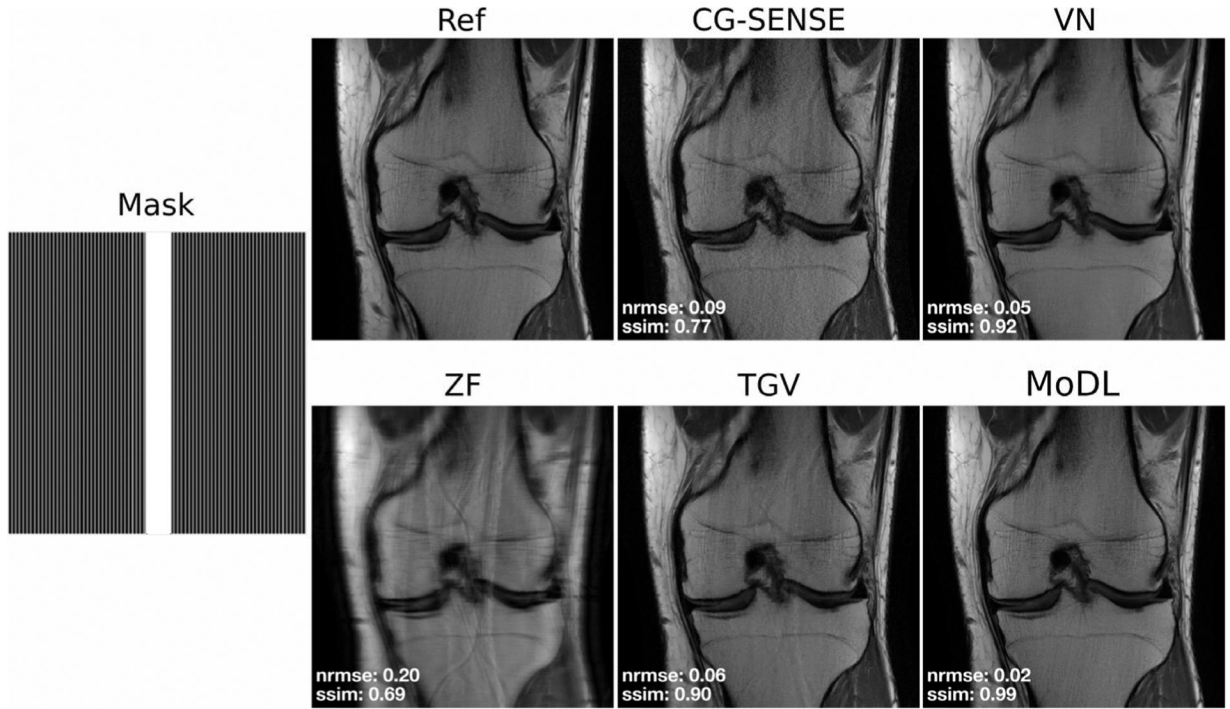 Mask
Ref
CG-SENSE
VN
nrmse: 0.09
ssim: 0.77
nrmse: 0.05
ssim: 0.92
ZF
TGV
MoDL
nrmse: 0.20
ssim: 0.69
nrmse: 0.06
ssim: 0.90
nrmse: 0.02
ssim: 0.99